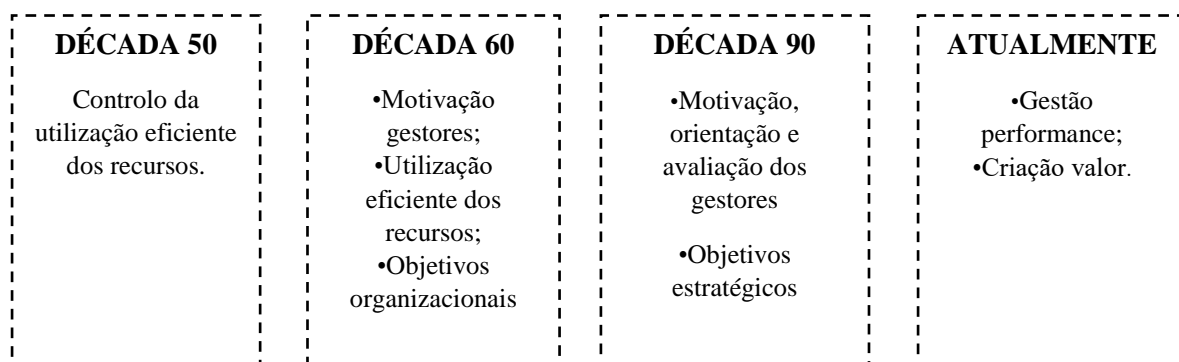 DÉCADA 50
Controlo da
utilização eficiente
dos recursos.
DÉCADA 60
•Motivação
gestores;
•Utilização
eficiente dos
recursos;
•Objetivos
organizacionais
DÉCADA 90
•Motivação,
orientação e
avaliação dos
gestores
•Objetivos
estratégicos
ATUALMENTE
•Gestão
performance;
•Criação valor.